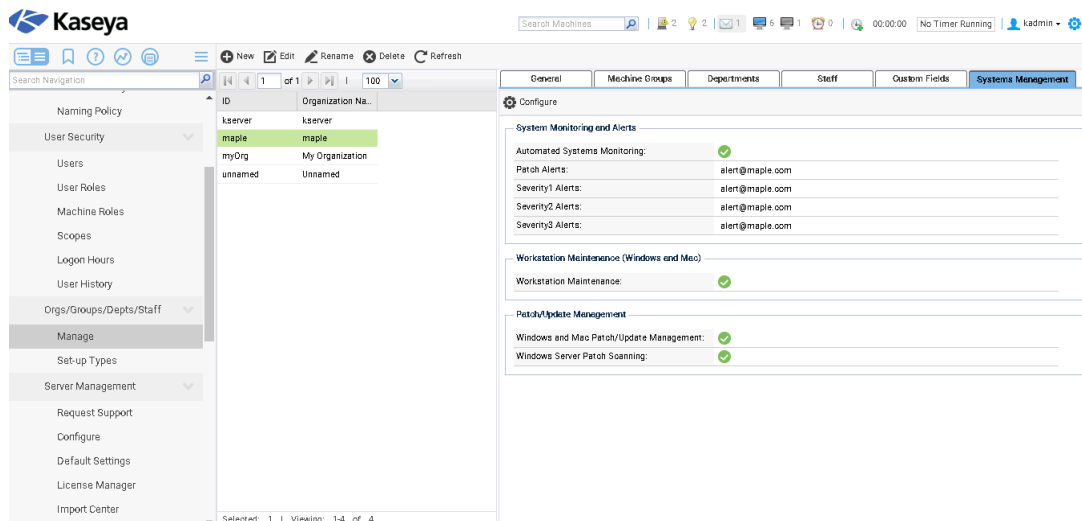 Kaseya
Search Machines 2 2 1 6 1 0 00:00:00 No Timer Running kadmin
New Edit Rename Delete Refresh
Search Navigation
Naming Policy
User Security
Users
User Roles
Machine Roles
Scopes
Logon Hours
User History
Orgs/Groups/Depts/Staff
Manage
Set-up Types
Server Management
Request Support
Configure
Default Settings
License Manager
Import Center
1 of 1 100
ID Organization Na...
kserver kserver
maple maple
myOrg My Organization
unnamed Unnamed
Selected: 1 | Viewing: 1-4 of 4
General Machine Groups Departments Staff Custom Fields Systems Management
Configure
System Monitoring and Alerts
Automated Systems Monitoring:
Patch Alerts: alert@maple.com
Severity1 Alerts: alert@maple.com
Severity2 Alerts: alert@maple.com
Severity3 Alerts: alert@maple.com
Workstation Maintenance (Windows and Mac)
Workstation Maintenance:
Patch/Update Management
Windows and Mac Patch/Update Management:
Windows Server Patch Scanning: